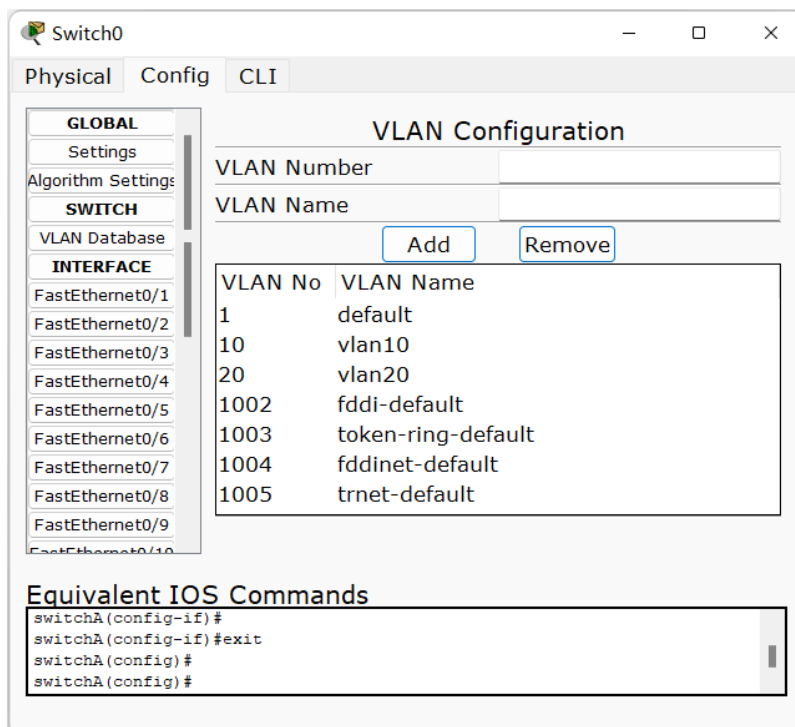 Switch0
Physical Config CLI
GLOBAL
Settings
Algorithm Settings
SWITCH
VLAN Database
INTERFACE
FastEthernet0/1
FastEthernet0/2
FastEthernet0/3
FastEthernet0/4
FastEthernet0/5
FastEthernet0/6
FastEthernet0/7
FastEthernet0/8
FastEthernet0/9
FastEthernet0/10
VLAN Configuration
VLAN Number
VLAN Name
Add Remove
VLAN No VLAN Name
1 default
10 vlan10
20 vlan20
1002 fddi-default
1003 token-ring-default
1004 fddinet-default
1005 trnet-default
Equivalent IOS Commands
switchA(config-if)#
switchA(config-if)#exit
switchA(config)#
switchA(config)#